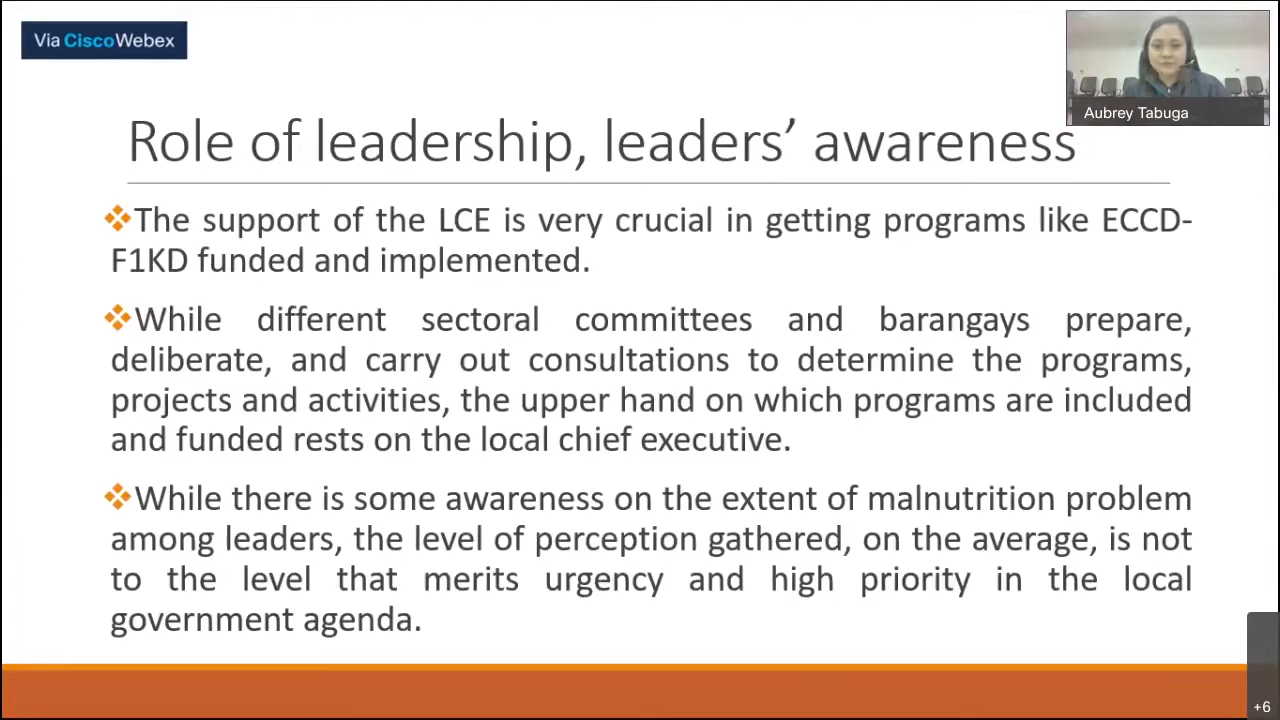 Via CiscoWebex
Aubrey Tabuga
Role of leadership, leaders’ awareness
The support of the LCE is very crucial in getting programs like ECCD-
F1KD funded and implemented.
While different sectoral committees and barangays prepare,
deliberate, and carry out consultations to determine the programs,
projects and activities, the upper hand on which programs are included
and funded rests on the local chief executive.
While there is some awareness on the extent of malnutrition problem
among leaders, the level of perception gathered, on the average, is not
to the level that merits urgency and high priority in the local
government agenda.
+6